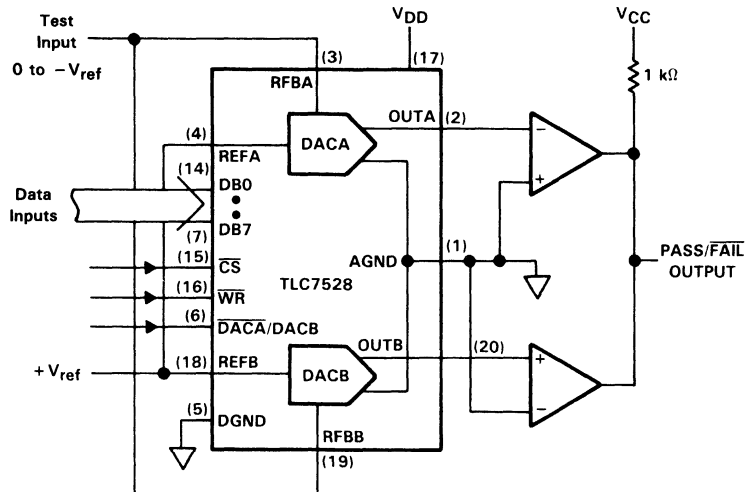 Test
Input
0 to −Vref
VDD
VCC
(3)
(17)
1 kΩ
RFBA
OUTA
(2)
(4)
DACA
−
REFA
+
(14)
DB0
Data
Inputs
DB7
(7)
(1)
AGND
PASS/FAIL
OUTPUT
(15)
CS
TLC7528
(16)
WR
(6)
DACA/DACB
OUTB
(20)
+
+ Vref
(18)
REFB
DACB
−
(5)
DGND
RFBB
(19)